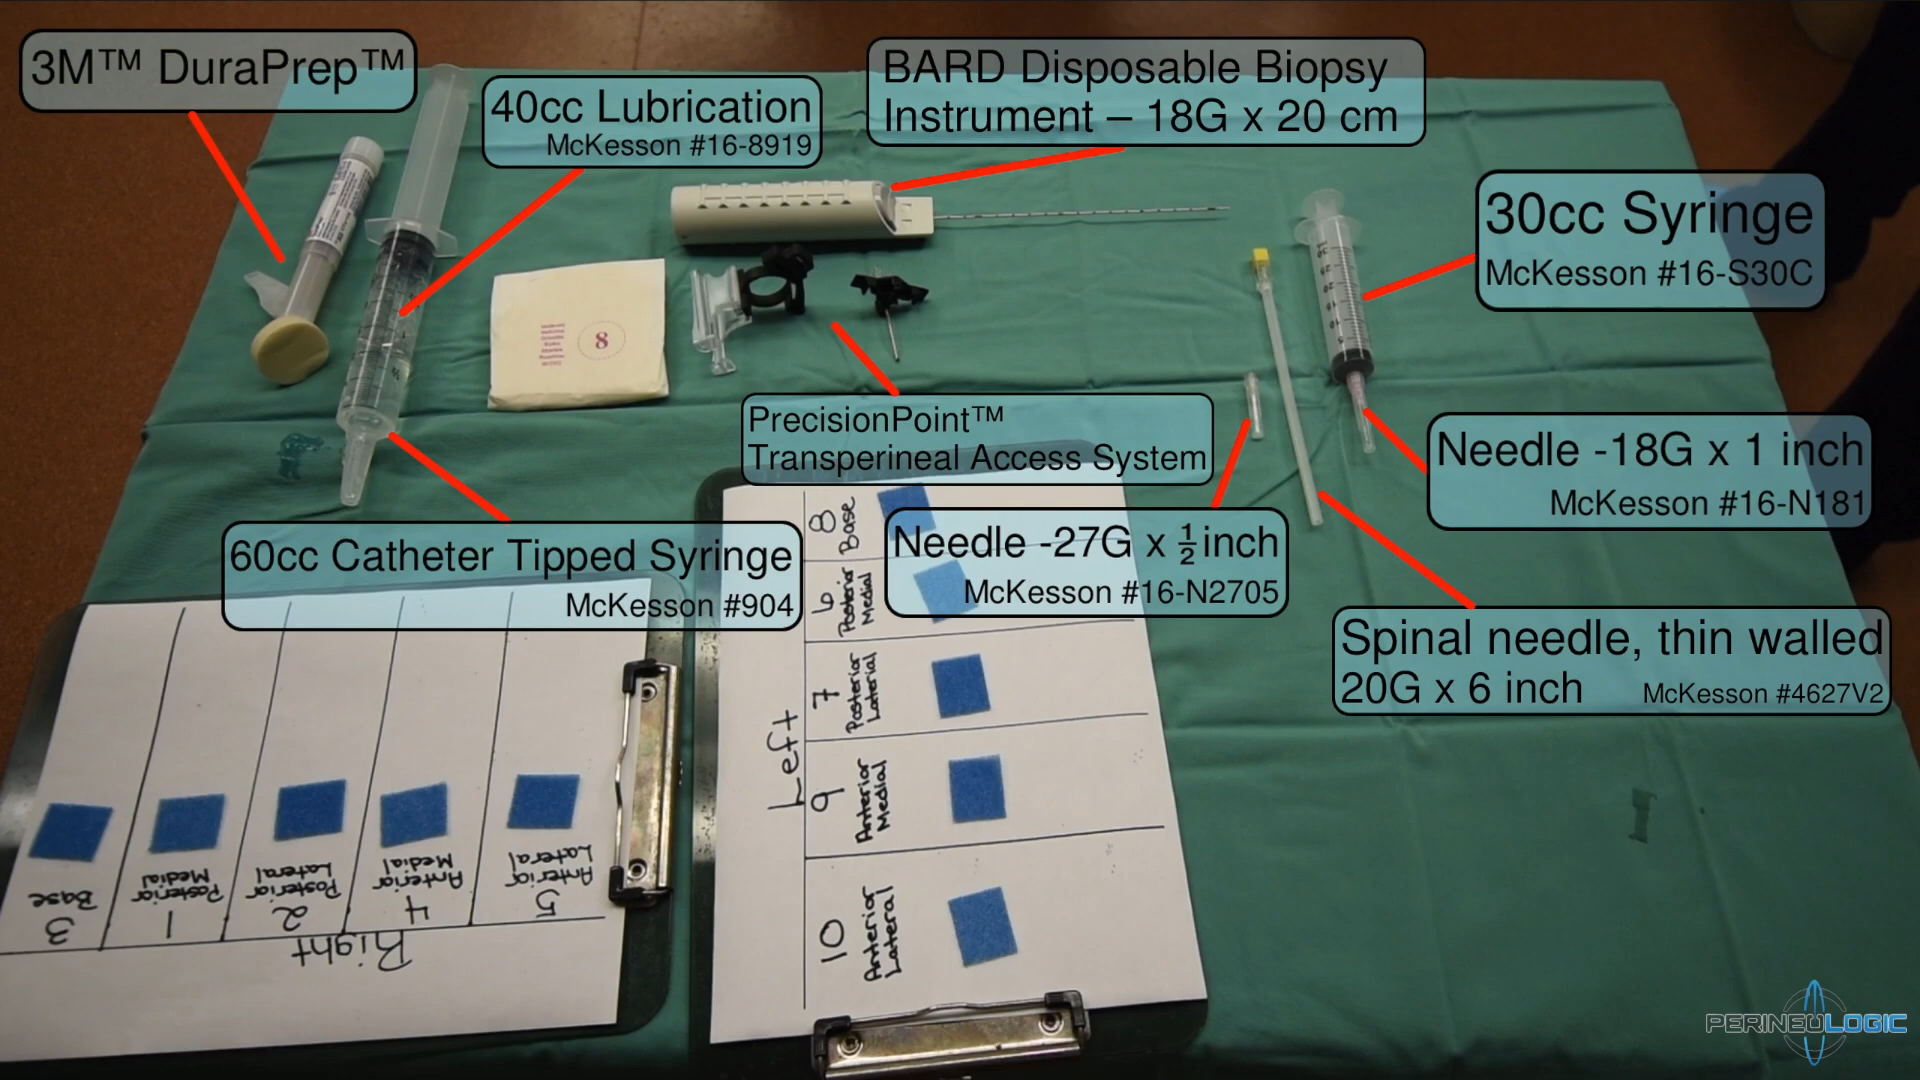 3M™ DuraPrep™
40cc Lubrication
McKesson #16-8919
BARD Disposable Biopsy
Instrument – 18G x 20 cm
30cc Syringe
McKesson #16-S30C
8
PrecisionPoint™
Transperineal Access System
Needle -18G x 1 inch
McKesson #16-N181
60cc Catheter Tipped Syringe
McKesson #904
Needle -27G x ½ inch
McKesson #16-N2705
Spinal needle, thin walled
20G x 6 inch McKesson #4627V2
Left
8 Base
6 Posterior Medial
7 Posterior Laterial
9 Anterior Medial
10 Anterior Lateral
Right
5 Anterior Lateral
4 Anterior Medial
2 Posterior Lateral
1 Posterior Medial
3 Base
PERINEOLOGIC